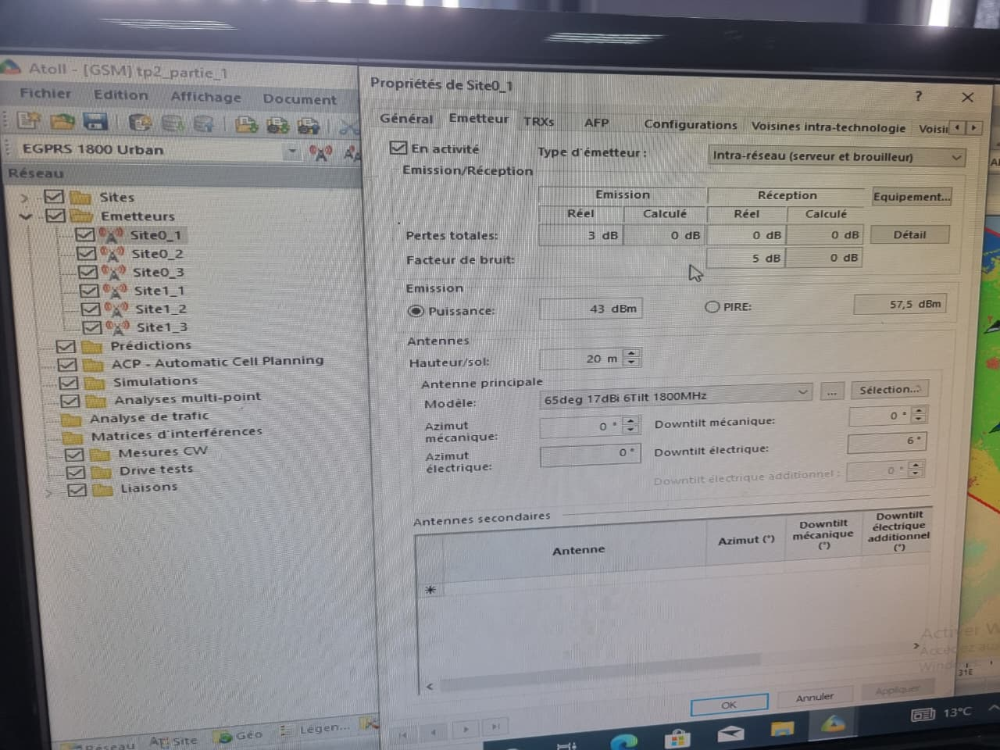 Atoll - [GSM] tp2_partie_1
Fichier Edition Affichage Document
EGPRS 1800 Urban
Réseau
Sites
Emetteurs
Site0_1
Site0_2
Site0_3
Site1_1
Site1_2
Site1_3
Prédictions
ACP - Automatic Cell Planning
Simulations
Analyses multi-point
Analyse de trafic
Matrices d'interférences
Mesures CW
Drive tests
Liaisons
Réseau Site Géo Légen...
Propriétés de Site0_1
? ×
Général Emetteur TRXs AFP Configurations Voisines intra-technologie Voisin
En activité Type d'émetteur : Intra-réseau (serveur et brouilleur)
Emission/Réception
Emission Réception Equipement...
Réel Calculé Réel Calculé
Pertes totales: 3 dB 0 dB 0 dB 0 dB Détail
Facteur de bruit: 5 dB 0 dB
Emission
Puissance: 43 dBm PIRE: 57,5 dBm
Antennes
Hauteur/sol: 20 m
Antenne principale
Modèle: 65deg 17dBi 6Tilt 1800MHz ... Sélection...
Azimut mécanique: 0 ° Downtilt mécanique: 0 °
Azimut électrique: 0 ° Downtilt électrique: 6 °
Downtilt électrique additionnel : 0 °
Antennes secondaires
Antenne Azimut (°) Downtilt mécanique (°) Downtilt électrique additionnel (°)
OK Annuler Appliquer
Activer W
Accédez au
Windows
31E
13°C